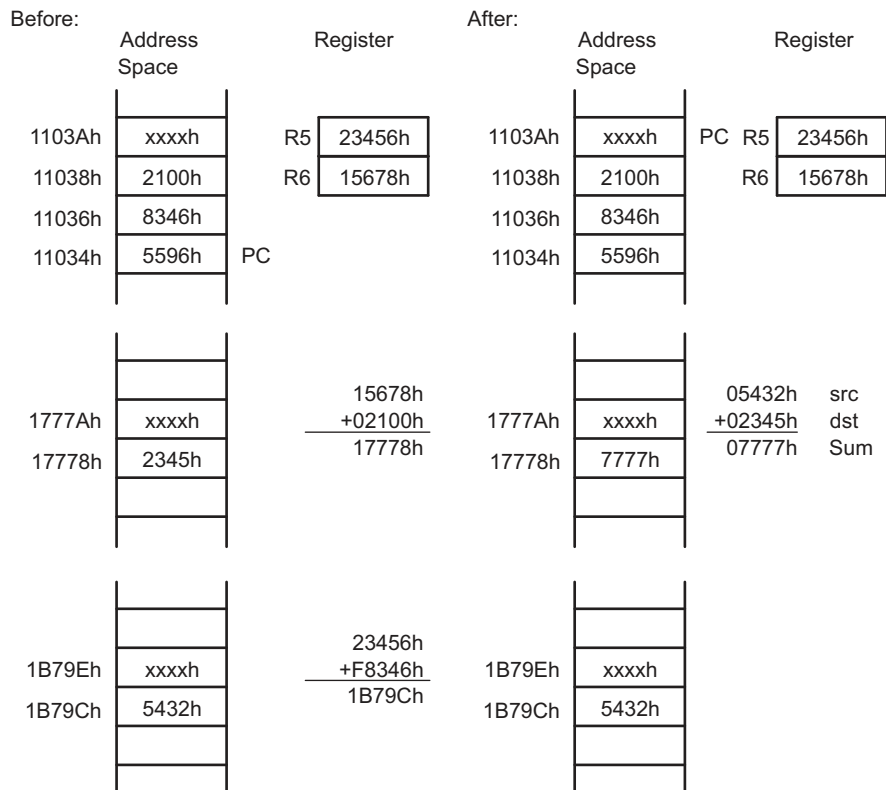 Before:
Address Space
Register
1103Ah xxxxh
11038h 2100h
11036h 8346h
11034h 5596h PC
R5 23456h
R6 15678h
1777Ah xxxxh
17778h 2345h
15678h
+02100h
17778h
1B79Eh xxxxh
1B79Ch 5432h
23456h
+F8346h
1B79Ch
After:
Address Space
Register
1103Ah xxxxh PC
11038h 2100h
11036h 8346h
11034h 5596h
R5 23456h
R6 15678h
1777Ah xxxxh
17778h 7777h
05432h src
+02345h dst
07777h Sum
1B79Eh xxxxh
1B79Ch 5432h